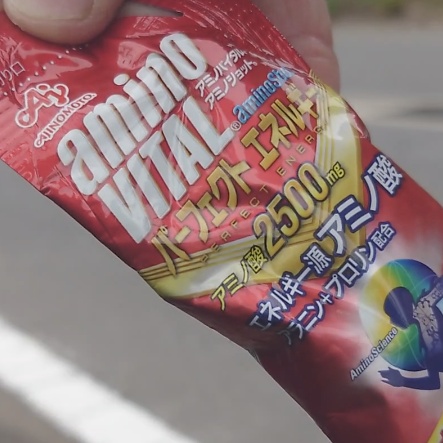 AJINOMOTO
amino
VITAL®
アミノバイタル
アミノショット
aminoSh
パーフェクト エネルギー
PERFECT ENER
アミノ酸2500mg
エネルギー源 アミノ酸
アラニン+プロリン配合
AminoScience